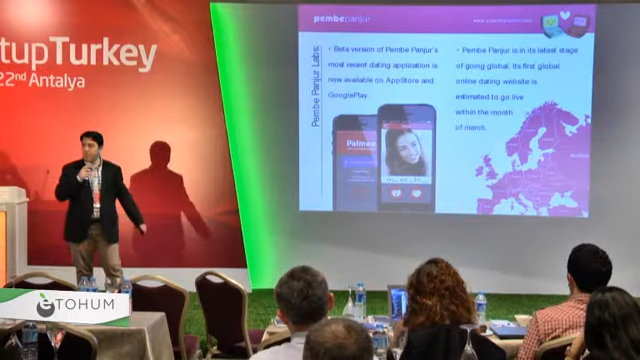 tupTurkey
22nd Antalya
pembepanjur
Pembe Panjur Labs;
• Beta version of Pembe Panjur's
most recent dating application is
now available on AppStore and
GooglePlay.
• Pembe Panjur is in its latest stage
of going global. Its first global
online dating website is
estimated to go live
within the month
of march.
Palmee
eTOHUM